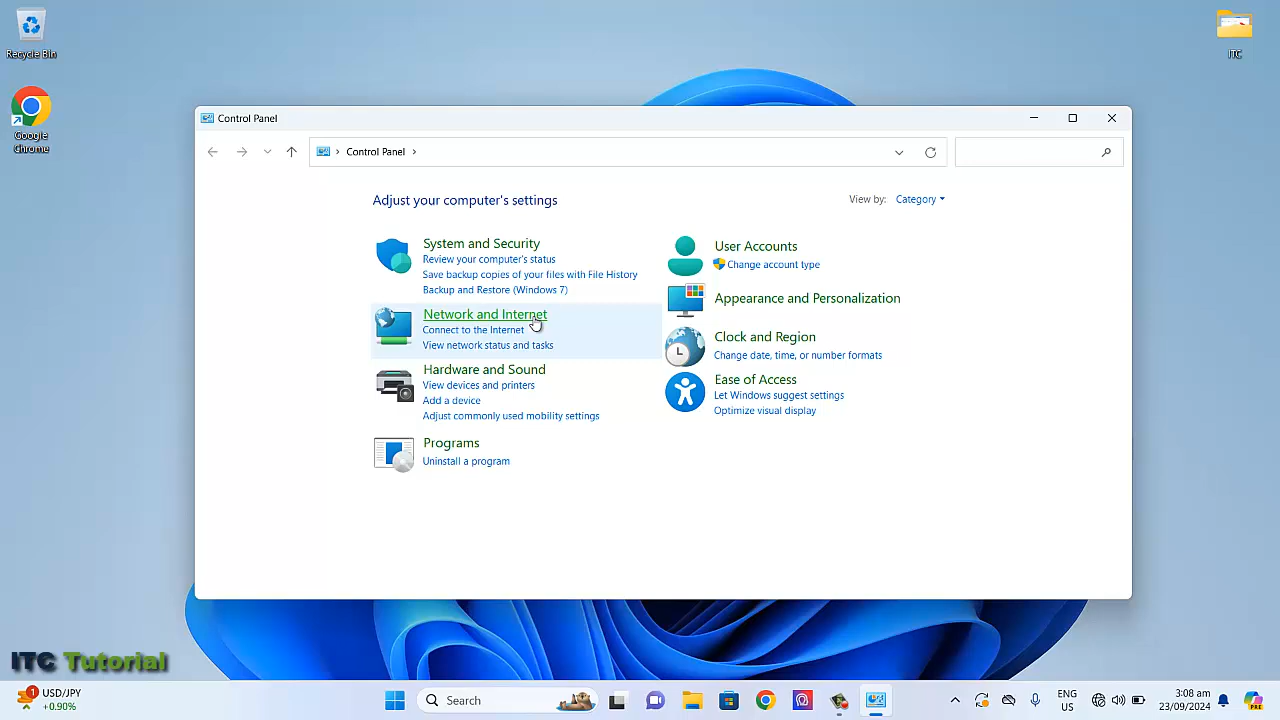 Recycle Bin
Google
Chrome
ITC
Control Panel
Control Panel
Adjust your computer's settings
View by: Category
System and Security
Review your computer's status
Save backup copies of your files with File History
Backup and Restore (Windows 7)
Network and Internet
Connect to the Internet
View network status and tasks
Hardware and Sound
View devices and printers
Add a device
Adjust commonly used mobility settings
Programs
Uninstall a program
User Accounts
Change account type
Appearance and Personalization
Clock and Region
Change date, time, or number formats
Ease of Access
Let Windows suggest settings
Optimize visual display
ITC Tutorial
1
USD/JPY
+0.90%
Search
ENG
US
3:08 am
23/09/2024
PRE